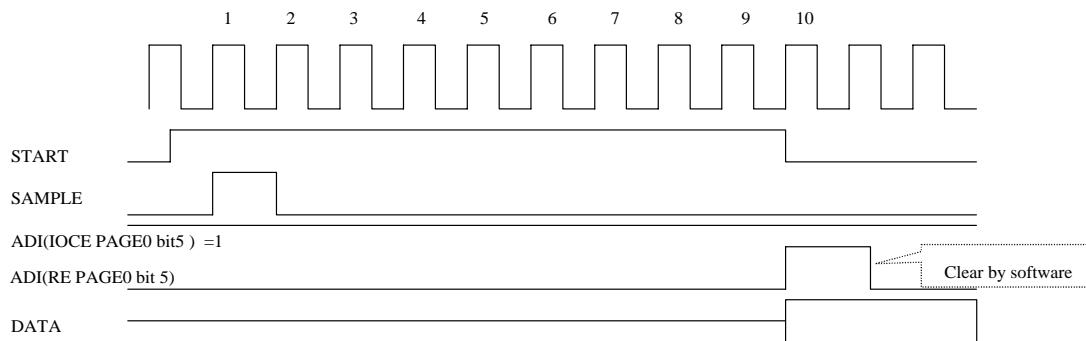 1 2 3 4 5 6 7 8 9 10
START
SAMPLE
ADI(IOCE PAGE0 bit5 ) =1
ADI(RE PAGE0 bit 5)
Clear by software
DATA